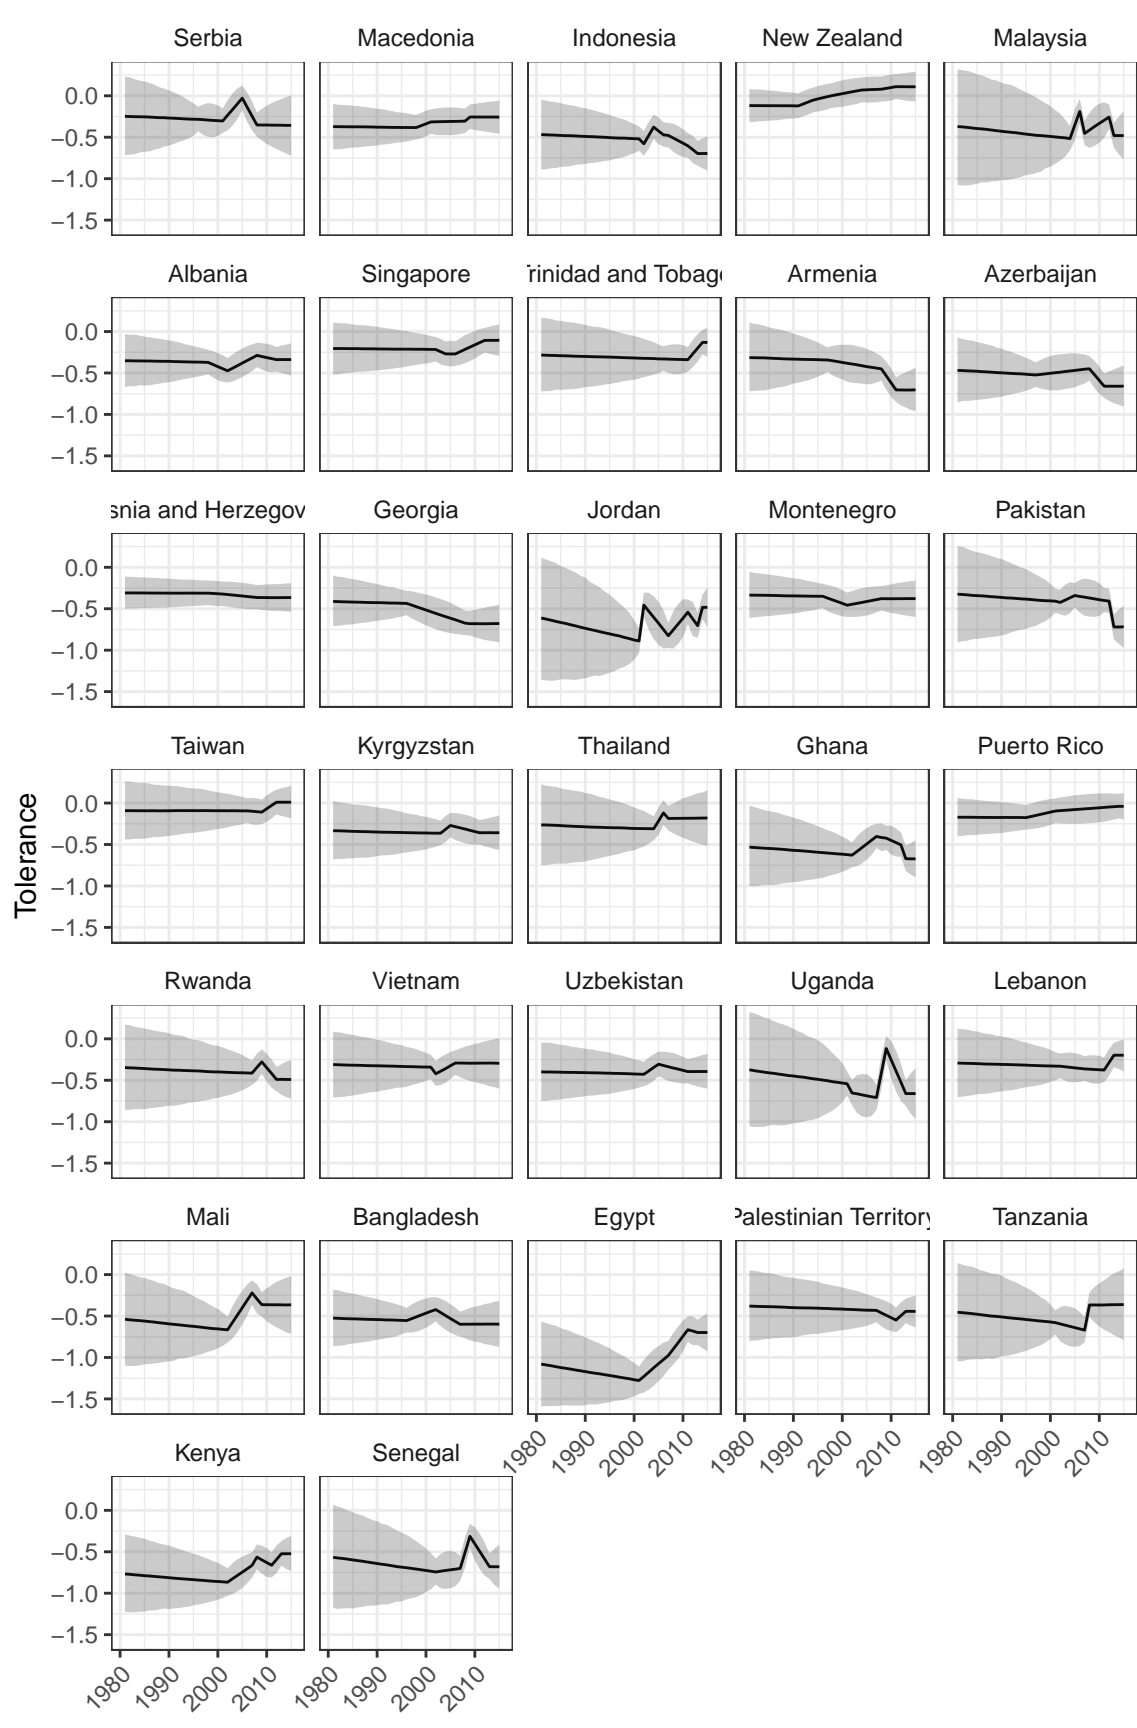 Serbia Macedonia Indonesia New Zealand Malaysia
0.0
−0.5
−1.0
−1.5
Albania Singapore Trinidad and Tobago Armenia Azerbaijan
0.0
−0.5
−1.0
−1.5
snia and Herzegov Georgia Jordan Montenegro Pakistan
0.0
−0.5
−1.0
−1.5
Taiwan Kyrgyzstan Thailand Ghana Puerto Rico
0.0
−0.5
−1.0
−1.5
Tolerance
Rwanda Vietnam Uzbekistan Uganda Lebanon
0.0
−0.5
−1.0
−1.5
Mali Bangladesh Egypt Palestinian Territory Tanzania
0.0
−0.5
−1.0
−1.5
1980 1990 2000 2010 1980 1990 2000 2010 1980 1990 2000 2010
Kenya Senegal
0.0
−0.5
−1.0
−1.5
1980 1990 2000 2010 1980 1990 2000 2010